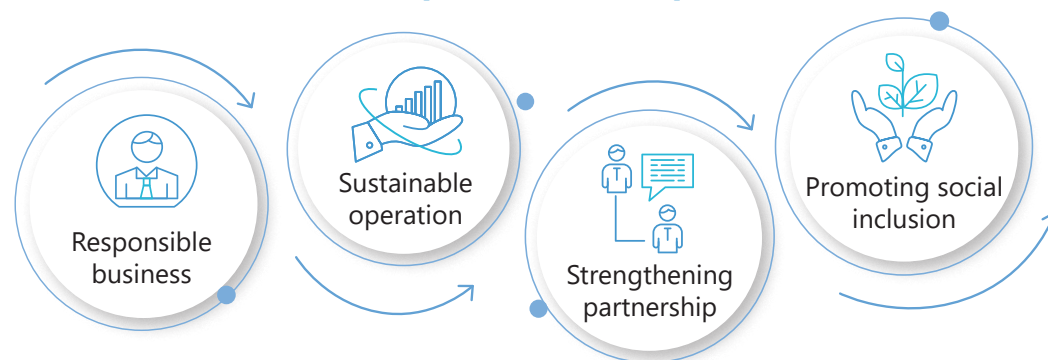 Responsible
business
Sustainable
operation
Strengthening
partnership
Promoting social
inclusion